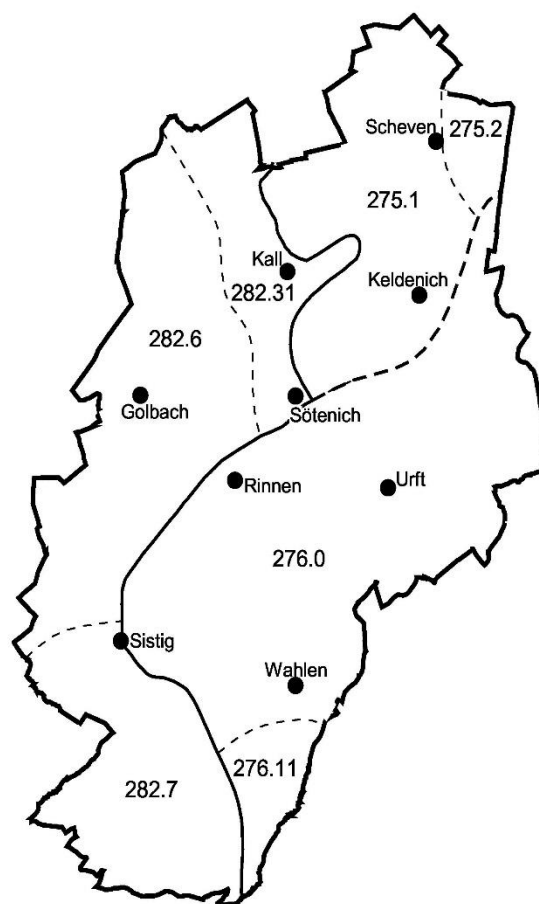 Scheven
275.2
275.1
Kall
282.31
Keldenich
282.6
Golbach
Sötenich
Rinnen
Urft
276.0
Sistig
Wahlen
276.11
282.7